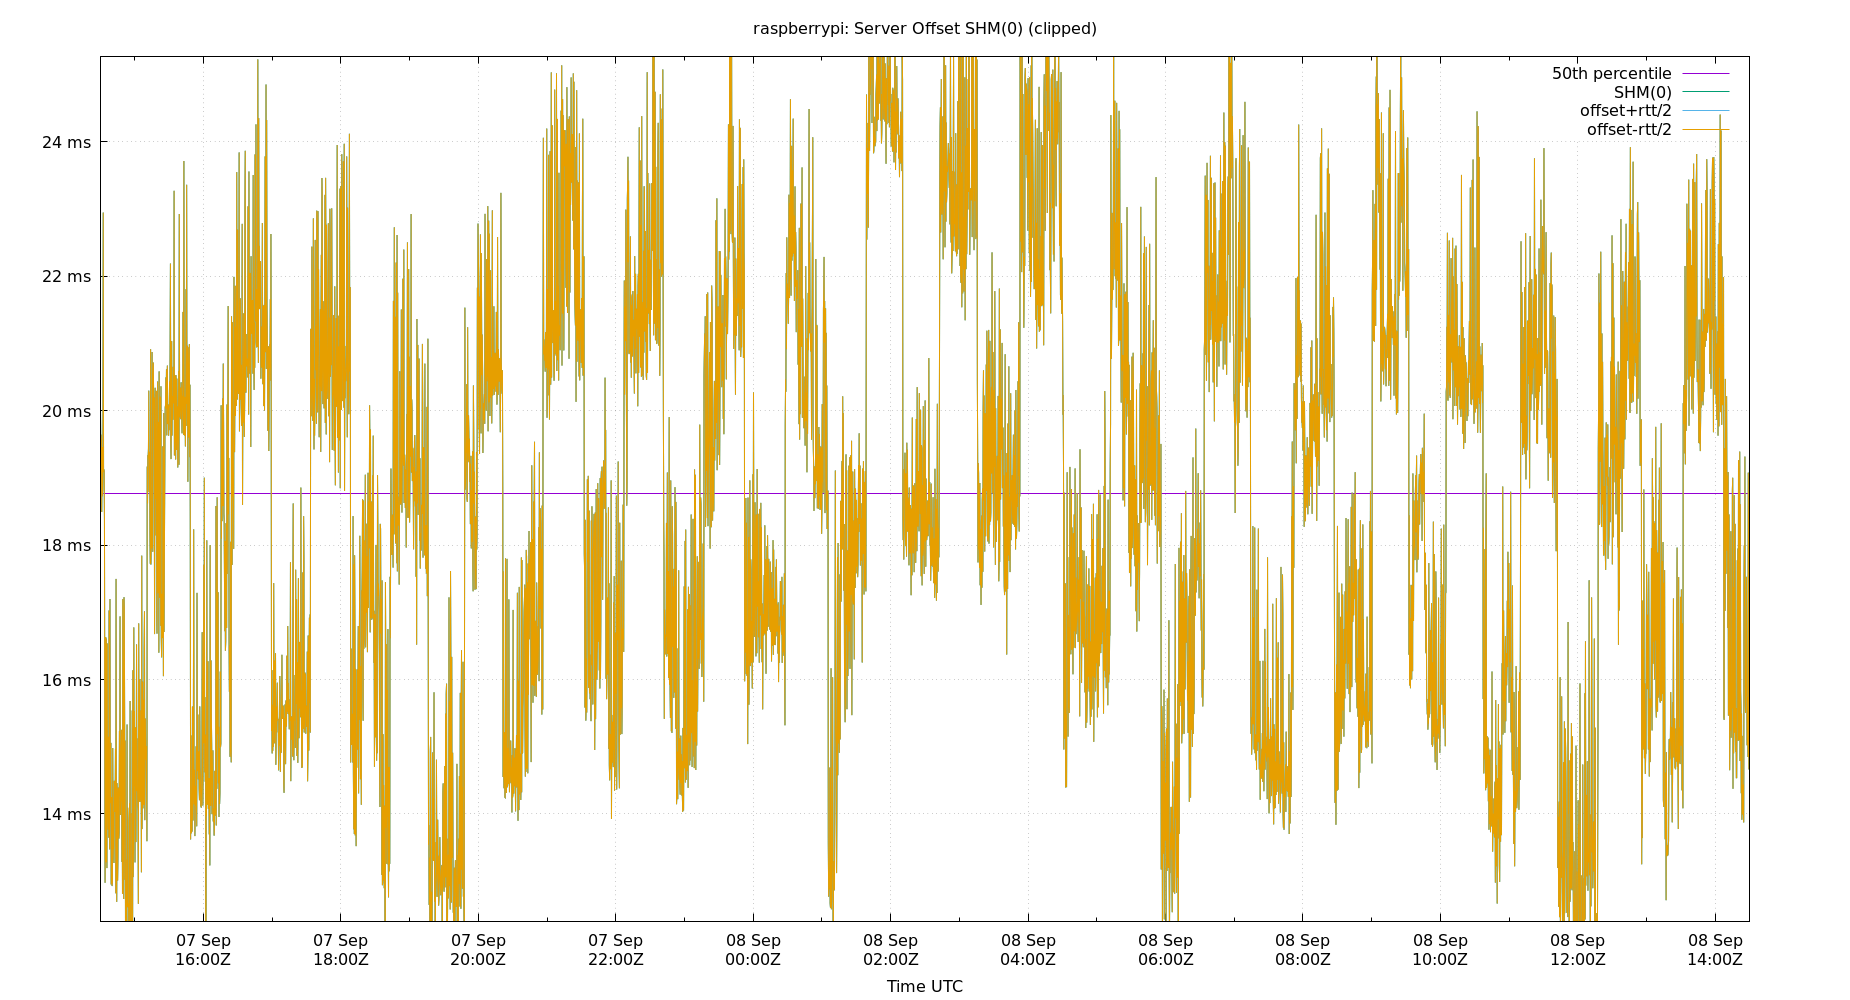 raspberrypi: Server Offset SHM(0) (clipped)
50th percentile
SHM(0)
offset+rtt/2
offset-rtt/2
24 ms
22 ms
20 ms
18 ms
16 ms
14 ms
07 Sep 07 Sep 07 Sep 07 Sep 08 Sep 08 Sep 08 Sep 08 Sep 08 Sep 08 Sep 08 Sep 08 Sep
16:00Z 18:00Z 20:00Z 22:00Z 00:00Z 02:00Z 04:00Z 06:00Z 08:00Z 10:00Z 12:00Z 14:00Z
Time UTC